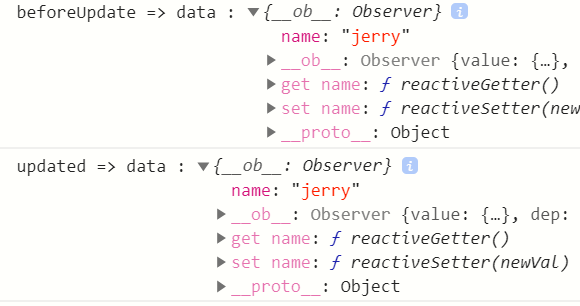 beforeUpdate => data : ▼{__ob__: Observer} i
name: "jerry"
▶__ob__: Observer {value: {…},
▶get name: ƒ reactiveGetter()
▶set name: ƒ reactiveSetter(new
▶__proto__: Object
updated => data : ▼{__ob__: Observer} i
name: "jerry"
▶__ob__: Observer {value: {…}, dep:
▶get name: ƒ reactiveGetter()
▶set name: ƒ reactiveSetter(newVal)
▶__proto__: Object